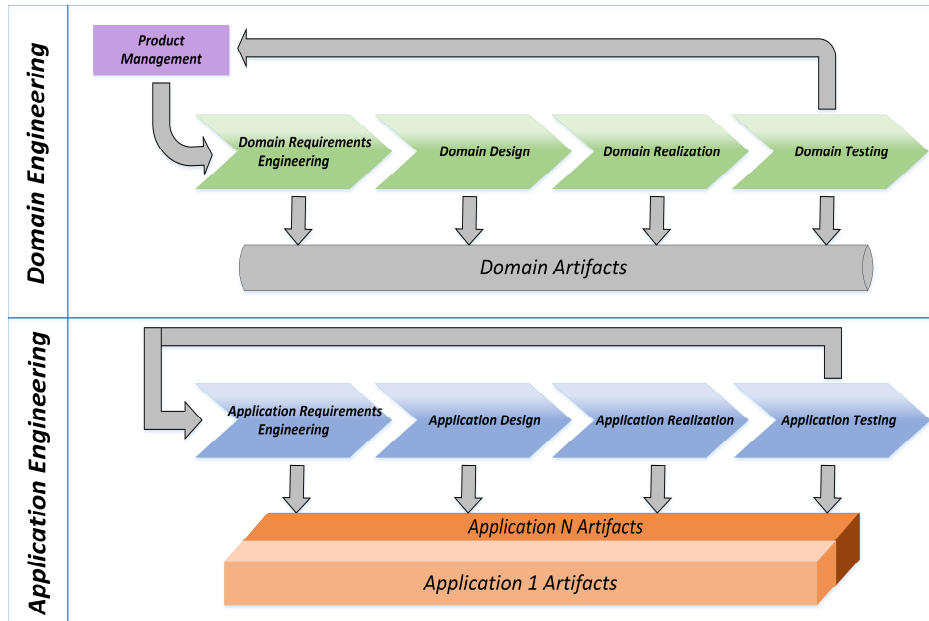 Domain Engineering
Product
Management
Domain Requirements
Engineering
Domain Design
Domain Realization
Domain Testing
Domain Artifacts
Application Engineering
Application Requirements
Engineering
Application Design
Application Realization
Application Testing
Application N Artifacts
Application 1 Artifacts